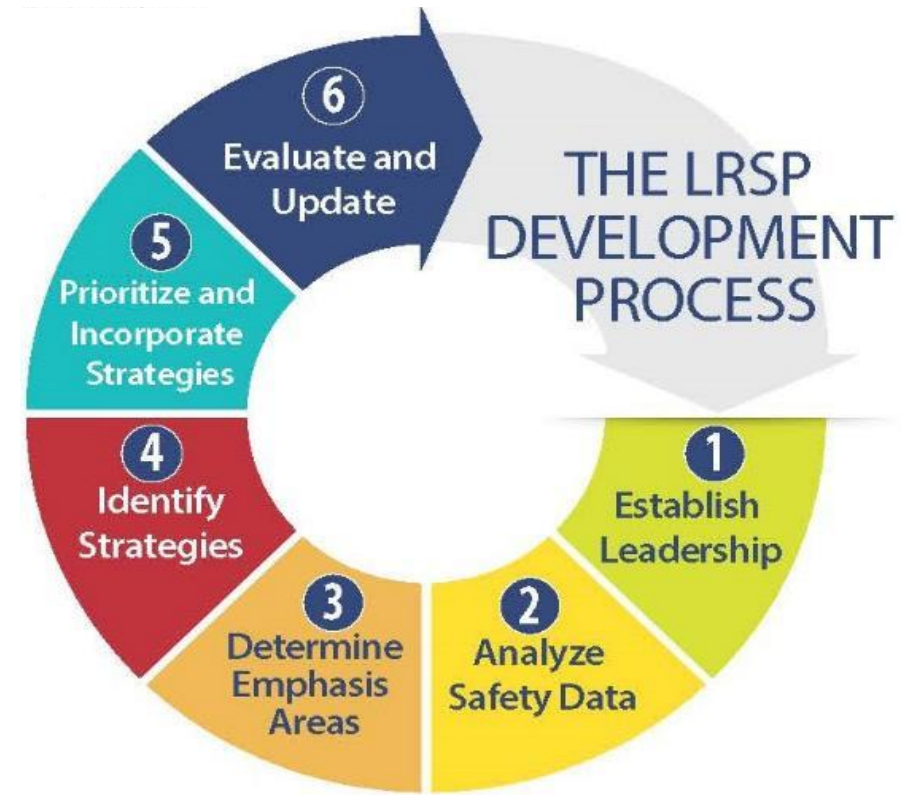 THE LRSP
DEVELOPMENT
PROCESS
1
Establish
Leadership
2
Analyze
Safety Data
3
Determine
Emphasis
Areas
4
Identify
Strategies
5
Prioritize and
Incorporate
Strategies
6
Evaluate and
Update